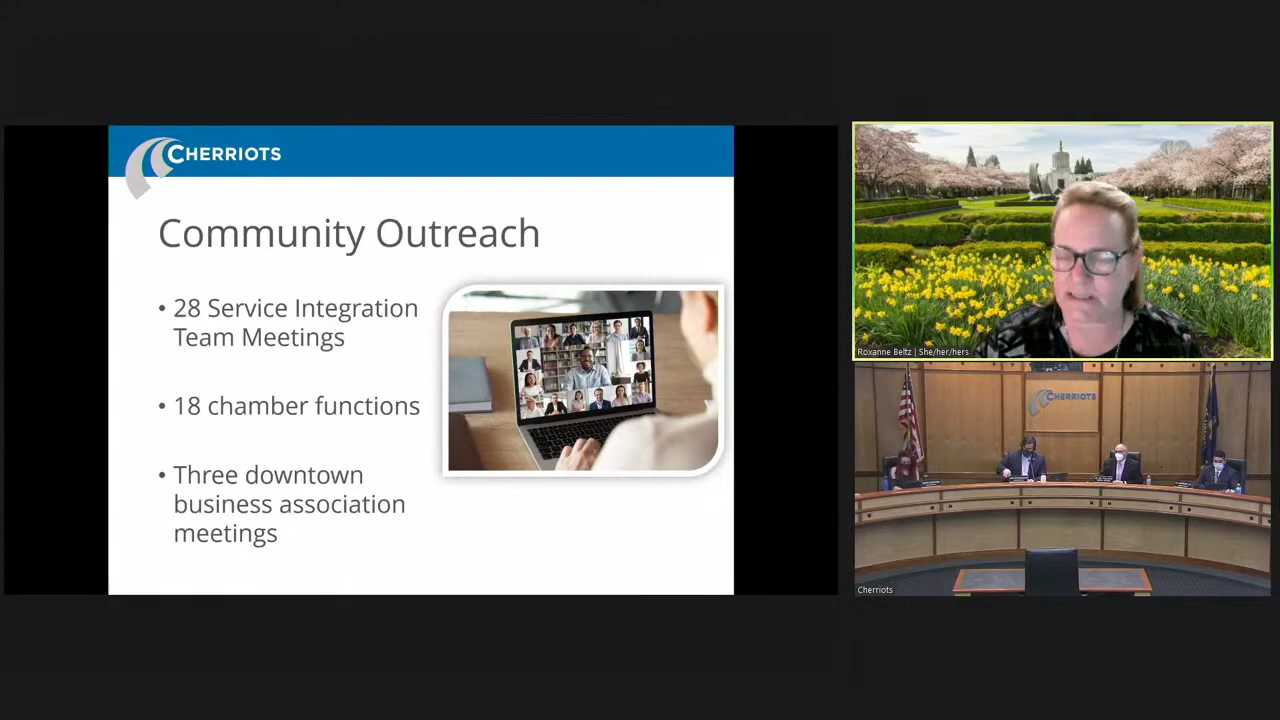 CHERRIOTS
Community Outreach
• 28 Service Integration
Team Meetings
• 18 chamber functions
• Three downtown
business association
meetings
Roxanne Beltz | She/her/hers
CHERRIOTS
Cherriots